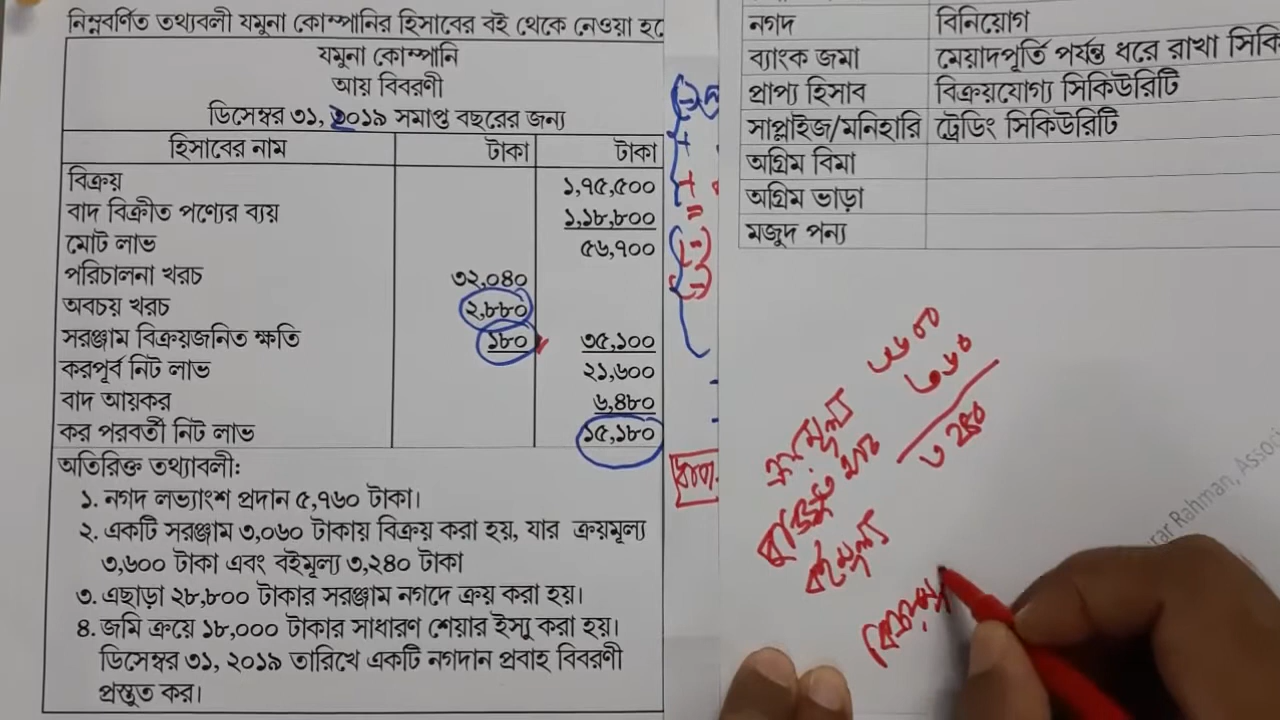 নিম্নবর্ণিত তথ্যবলী যমুনা কোম্পানির হিসাবের বই থেকে নেওয়া
যমুনা কোম্পানি
আয় বিবরণী
ডিসেম্বর ৩১, ২০১৯ সমাপ্ত বছরের জন্য
হিসাবের নাম টাকা টাকা
বিক্রয় ১,৭৫,৫০০
বাদ বিক্রীত পণ্যের ব্যয় ১,১৮,৮০০
মোট লাভ ৫৬,৭০০
পরিচালনা খরচ ৩২,০৪০
অবচয় খরচ ২,৮৮০
সরঞ্জাম বিক্রয়জনিত ক্ষতি ১৮০ ৩৫,১০০
করপূর্ব নিট লাভ ২১,৬০০
বাদ আয়কর ৬,৪৮০
কর পরবর্তী নিট লাভ ১৫,১৮০
অতিরিক্ত তথ্যাবলী:
১. নগদ লভ্যাংশ প্রদান ৫,৭৬০ টাকা।
২. একটি সরঞ্জাম ৩,০৬০ টাকায় বিক্রয় করা হয়, যার ক্রয়মূল্য
৩,৬০০ টাকা এবং বইমূল্য ৩,২৪০ টাকা
৩. এছাড়া ২৮,৮০০ টাকার সরঞ্জাম নগদে ক্রয় করা হয়।
৪. জমি ক্রয়ে ১৮,০০০ টাকার সাধারণ শেয়ার ইস্যু করা হয়।
ডিসেম্বর ৩১, ২০১৯ তারিখে একটি নগদান প্রবাহ বিবরণী
প্রস্তুত কর।
নগদ বিনিয়োগ
ব্যাংক জমা মেয়াদপূর্তি পর্যন্ত ধরে রাখা
প্রাপ্য হিসাব বিক্রয়যোগ্য সিকিউরিটি
সাপ্লাইজ/মনিহারি ট্রেডিং সিকিউরিটি
অগ্রিম বিমা
অগ্রিম ভাড়া
মজুদ পন্য
ক্রয়মূল্য ৩৬০০
পুঞ্জিভূত ৩৬০
বইমূল্য ৩২৪০
Rahman,